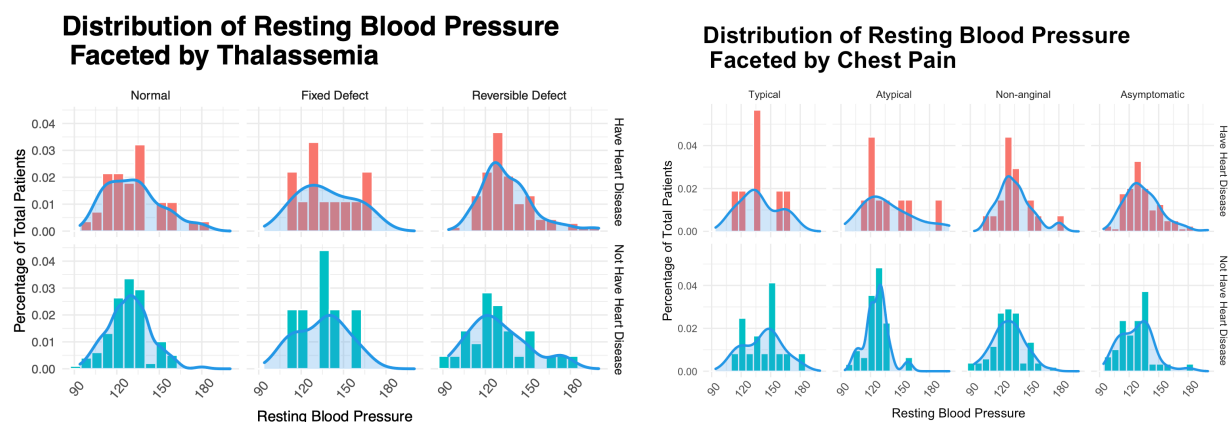 Distribution of Resting Blood Pressure
Faceted by Thalassemia
Normal
Fixed Defect
Reversible Defect
Percentage of Total Patients
0.04
0.03
0.02
0.01
0.00
Have Heart Disease
0.04
0.03
0.02
0.01
0.00
Not Have Heart Disease
90
120
150
180
90
120
150
180
90
120
150
180
Resting Blood Pressure
Distribution of Resting Blood Pressure
Faceted by Chest Pain
Typical
Atypical
Non-anginal
Asymptomatic
Percentage of Total Patients
0.04
0.02
0.00
Have Heart Disease
0.04
0.02
0.00
Not Have Heart Disease
90
120
150
180
90
120
150
180
90
120
150
180
90
120
150
180
Resting Blood Pressure